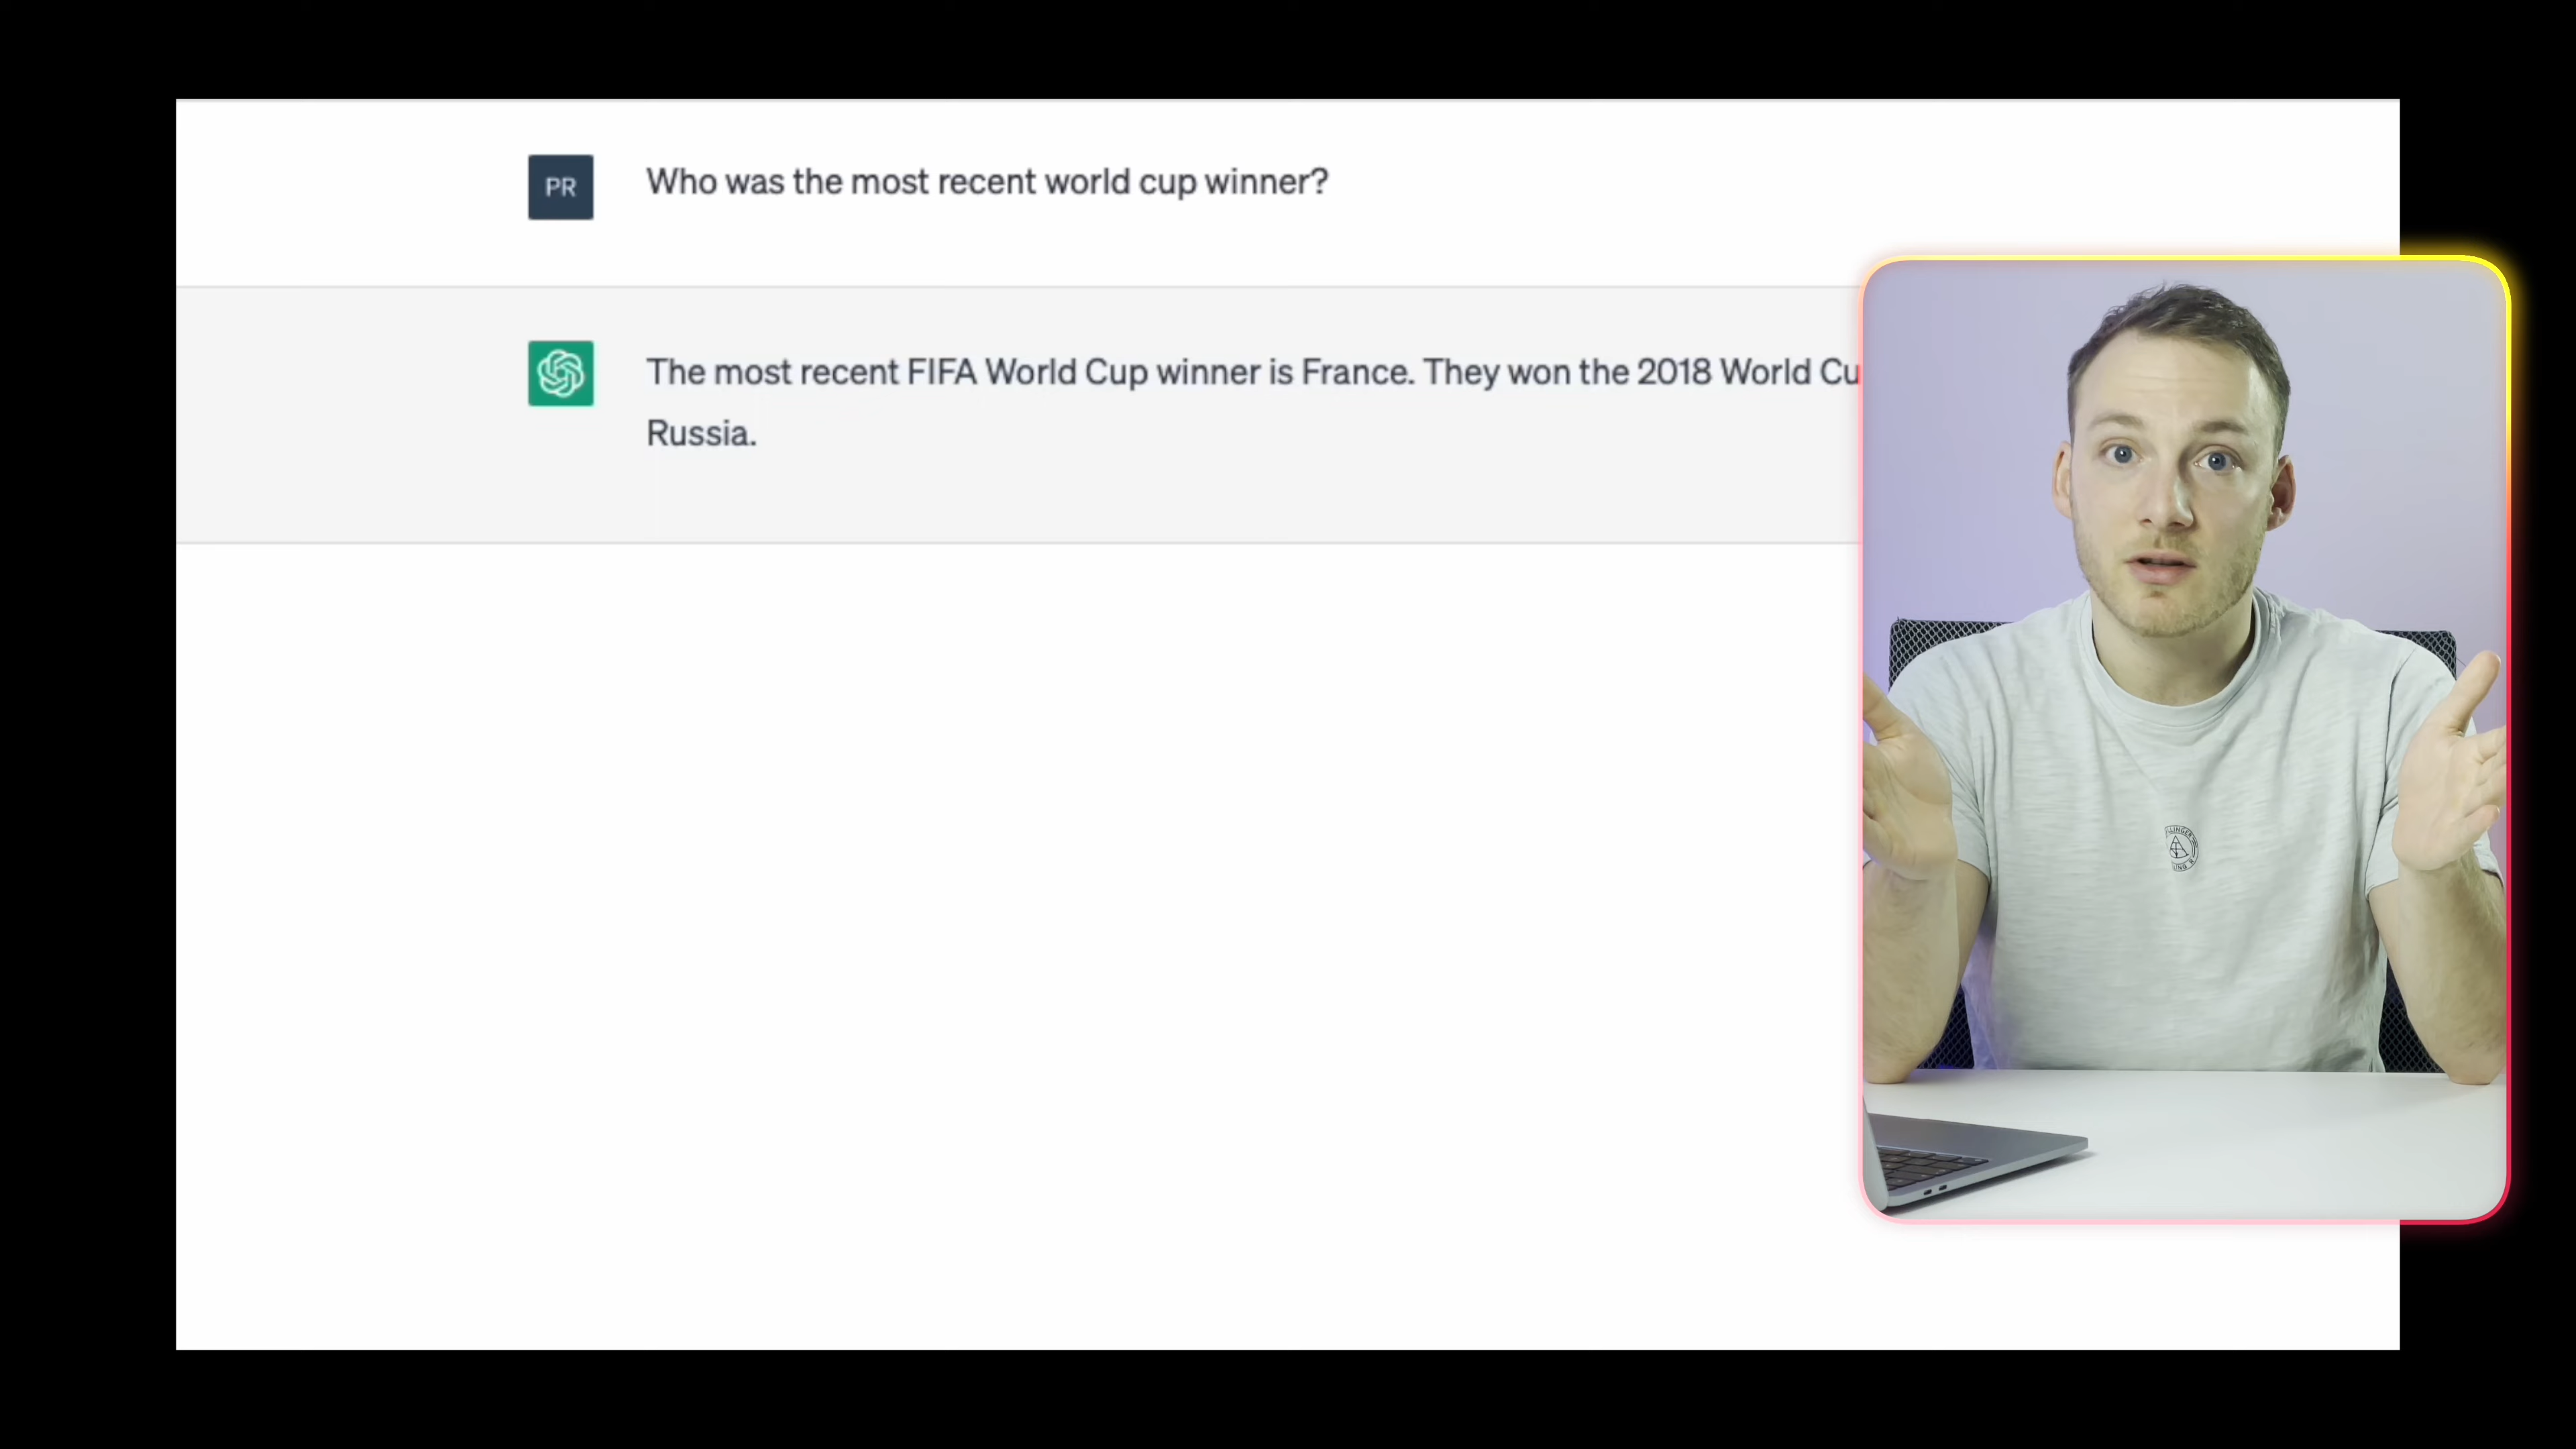 PR
Who was the most recent world cup winner?
The most recent FIFA World Cup winner is France. They won the 2018 World Cu
Russia.